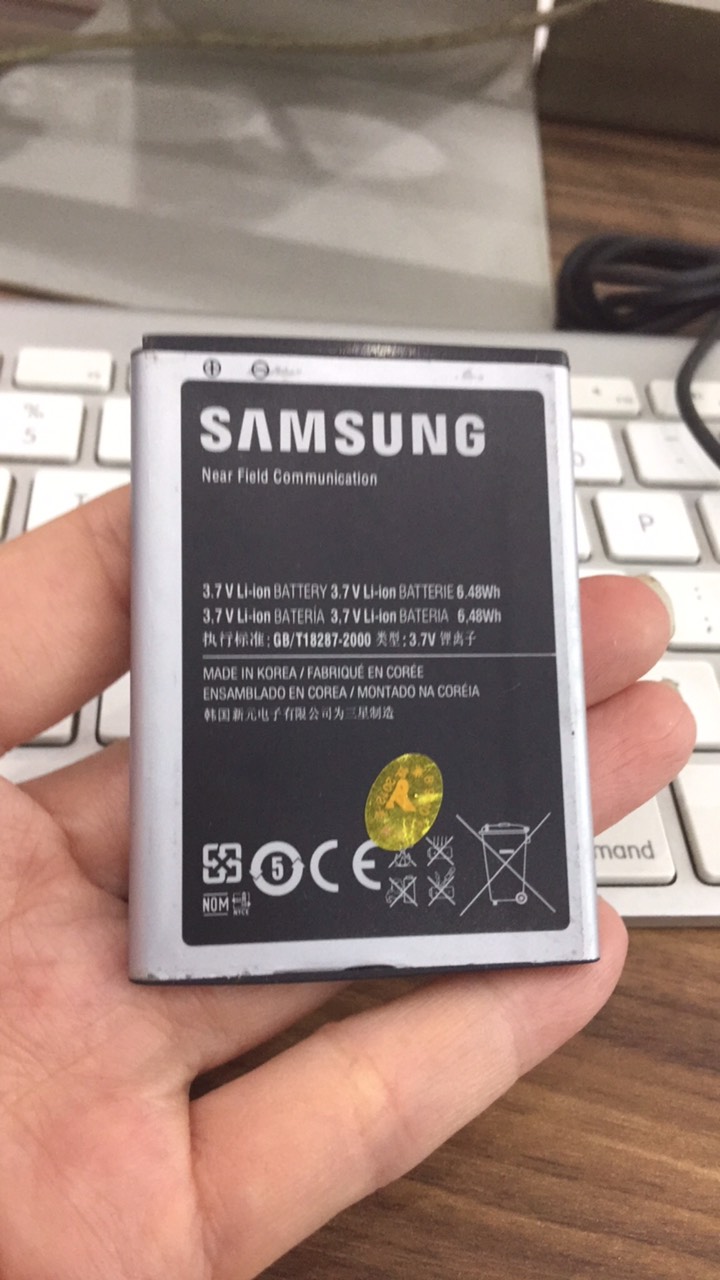 SAMSUNG
Near Field Communication
3.7 V Li-ion BATTERY 3.7 V Li-ion BATTERIE 6.48Wh
3,7 V Li-ion BATERÍA 3,7 V Li-ion BATERIA 6,48Wh
执行标准: GB/T18287-2000 类型: 3.7V 锂离子
MADE IN KOREA / FABRIQUÉ EN CORÉE
ENSAMBLADO EN COREA / MONTADO NA CORÉIA
韩国新元电子有限公司为三星制造
5 CE
NOM NYCE
%
5
P
mand